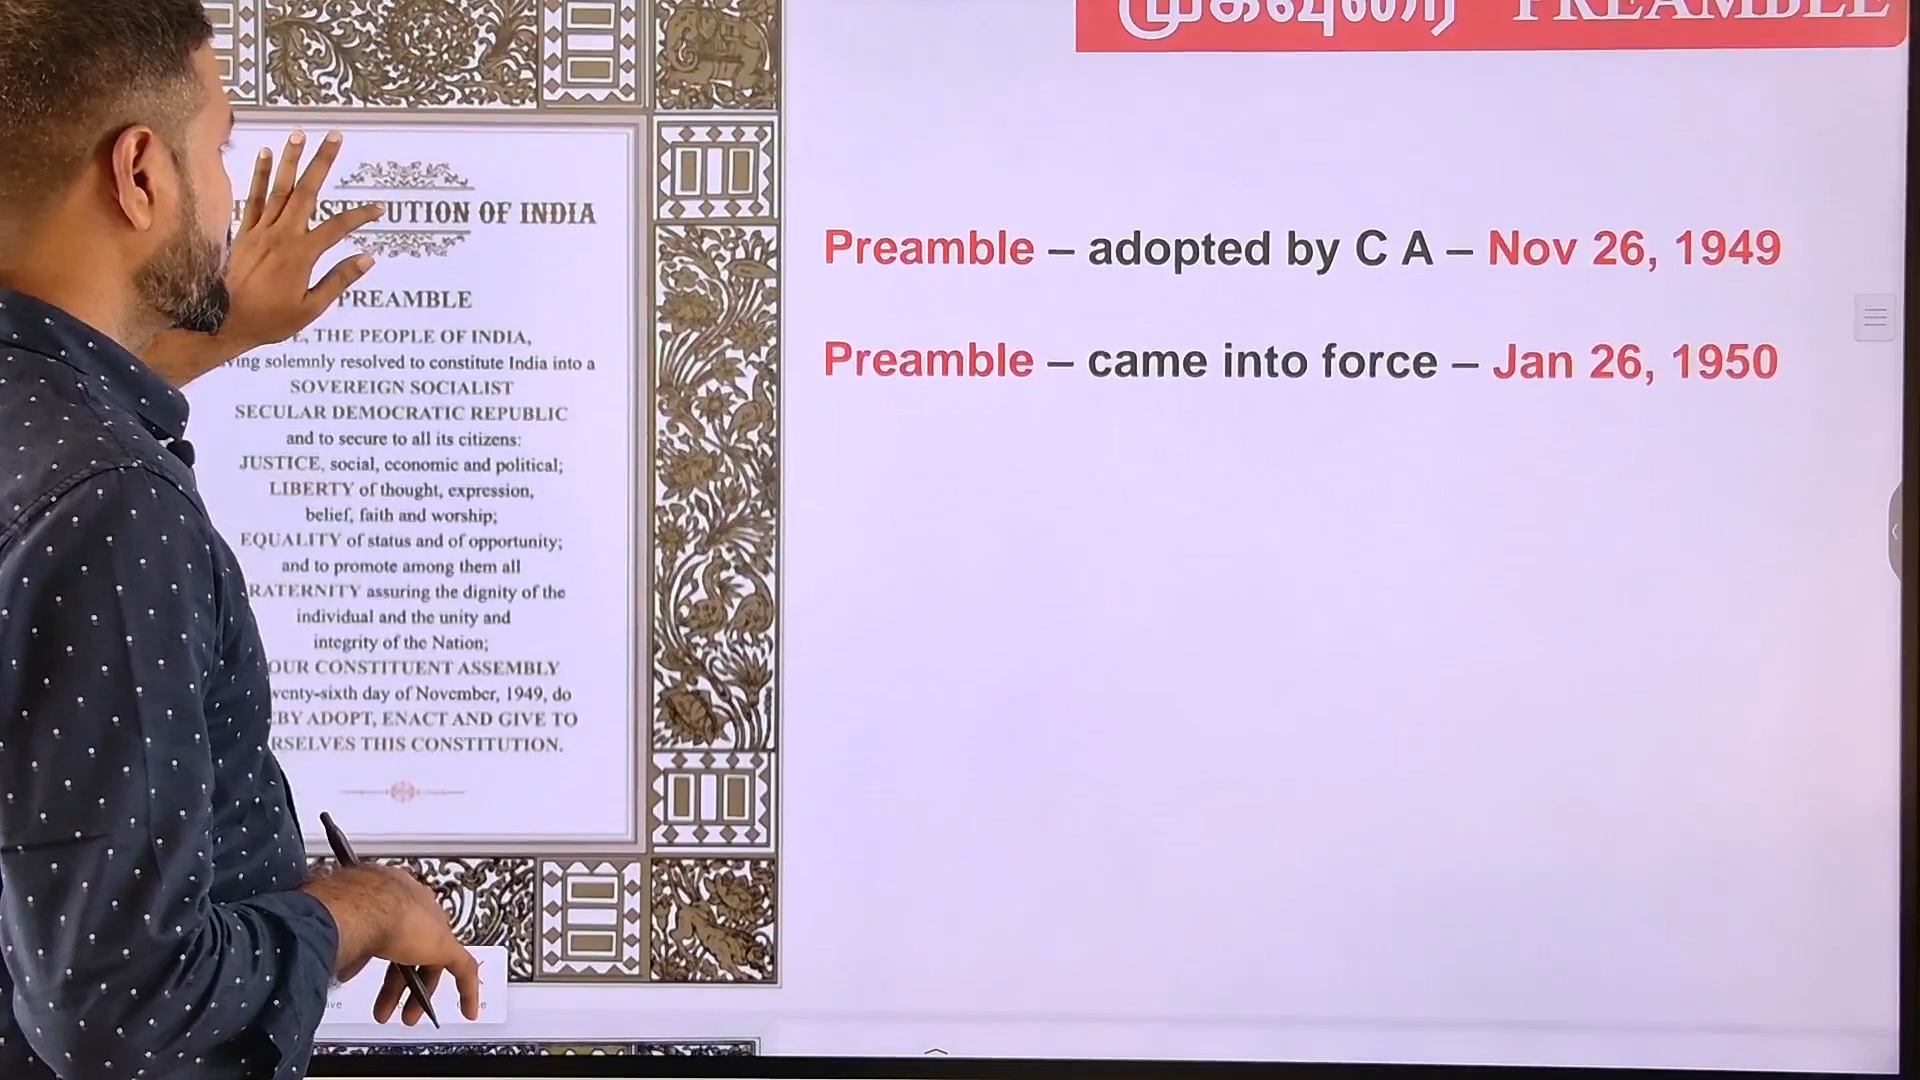 முகவுரை PREAMBLE
OF INDIA
PREAMBLE
THE PEOPLE OF INDIA,
solemnly resolved to constitute India into a
SOVEREIGN SOCIALIST
SECULAR DEMOCRATIC REPUBLIC
and to secure to all its citizens:
JUSTICE, social, economic and political;
LIBERTY of thought, expression,
belief, faith and worship;
EQUALITY of status and of opportunity;
and to promote among them all
assuring the dignity of the
individual and the unity and
integrity of the Nation;
OUR CONSTITUENT ASSEMBLY
day of November, 1949, do
ADOPT, ENACT AND GIVE TO
THIS CONSTITUTION.
Preamble – adopted by C A – Nov 26, 1949
Preamble – came into force – Jan 26, 1950